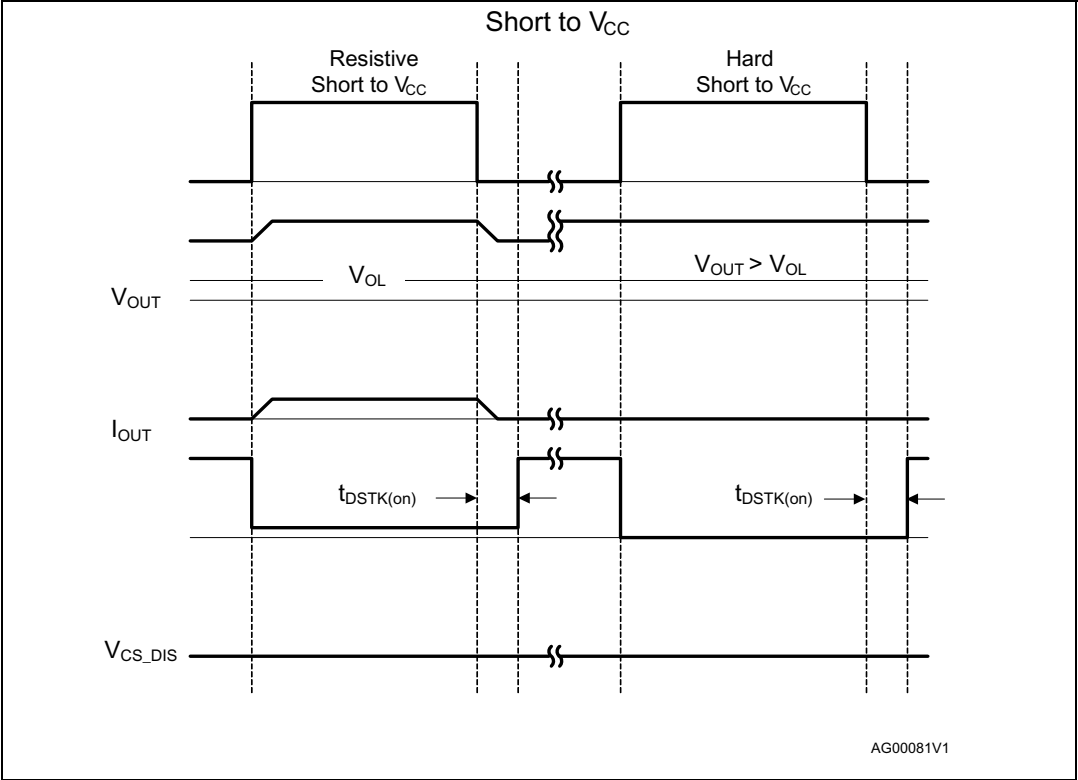 Short to VCC
Resistive
Short to VCC
Hard
Short to VCC
VOL
VOUT > VOL
VOUT
IOUT
tDSTK(on)
tDSTK(on)
VCS_DIS
AG00081V1